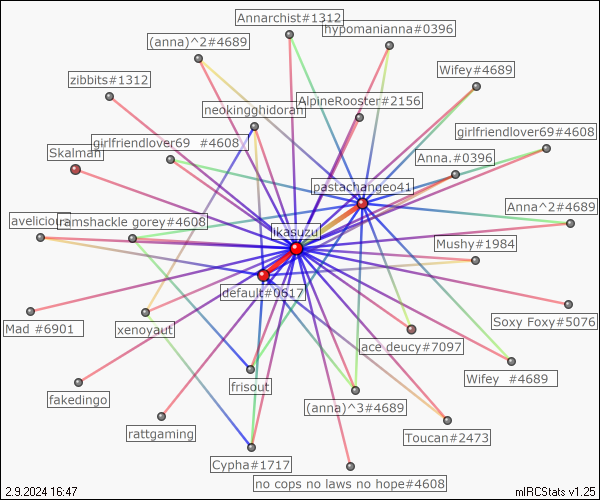 Annarchist#1312
hypomanianna#0396
(anna)^2#4689
Wifey#4689
zibbits#1312
AlpineRooster#2156
neokingghidorah
girlfriendlover69#4608
girlfriendlover69 #4608
Skalman
Anna.#0396
pastachangeo41
Anna^2#4689
avelicious
ramshackle gorey#4608
likasuzu
Mushy#1984
default#0617
Soxy Foxy#5076
Mad #6901
xenoyaut
ace deucy#7097
Wifey #4689
frisout
fakedingo
(anna)^3#4689
rattgaming
Toucan#2473
Cypha#1717
no cops no laws no hope#4608
2.9.2024 16:47
mIRCStats v1.25